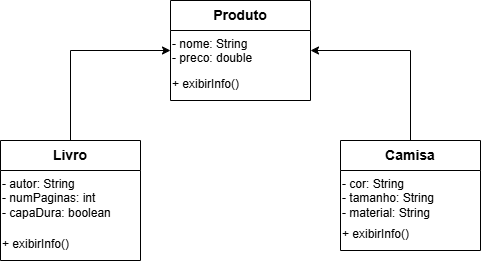 Produto
- nome: String
- preco: double
+ exibirInfo()
Livro
- autor: String
- numPaginas: int
- capaDura: boolean
+ exibirInfo()
Camisa
- cor: String
- tamanho: String
- material: String
+ exibirInfo()